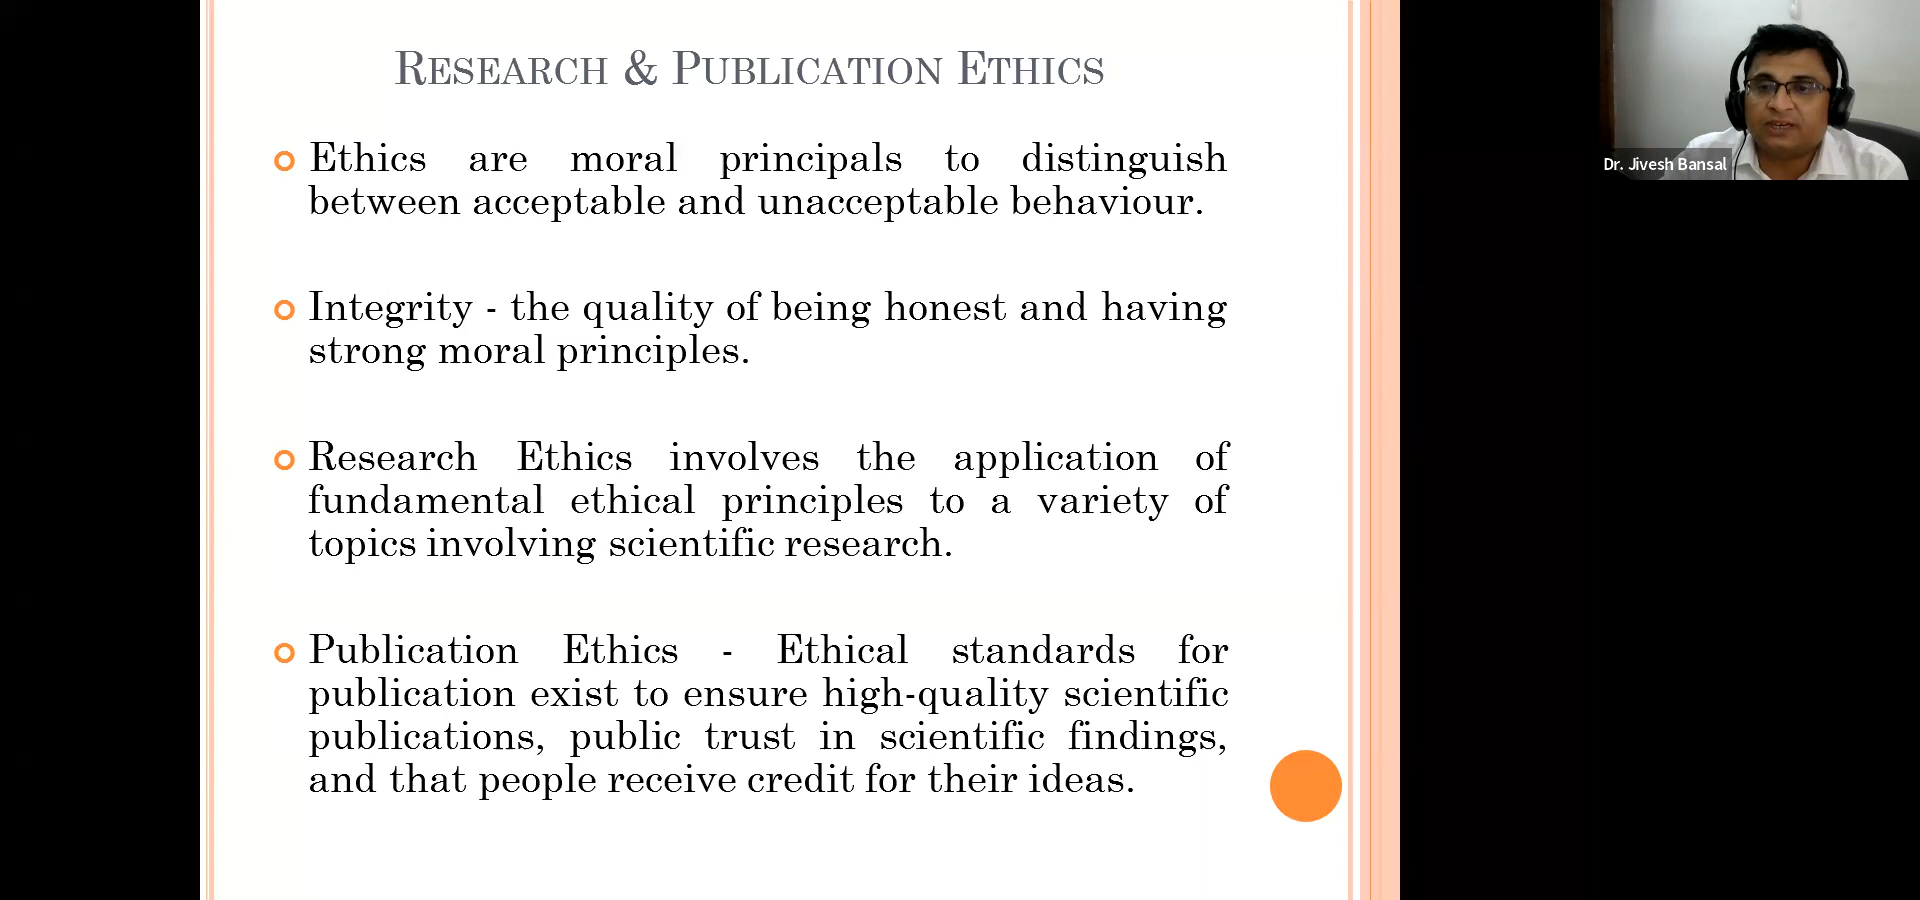 RESEARCH & PUBLICATION ETHICS
Ethics are moral principals to distinguish
between acceptable and unacceptable behaviour.
Integrity - the quality of being honest and having
strong moral principles.
Research Ethics involves the application of
fundamental ethical principles to a variety of
topics involving scientific research.
Publication Ethics - Ethical standards for
publication exist to ensure high-quality scientific
publications, public trust in scientific findings,
and that people receive credit for their ideas.
Dr. Jivesh Bansal